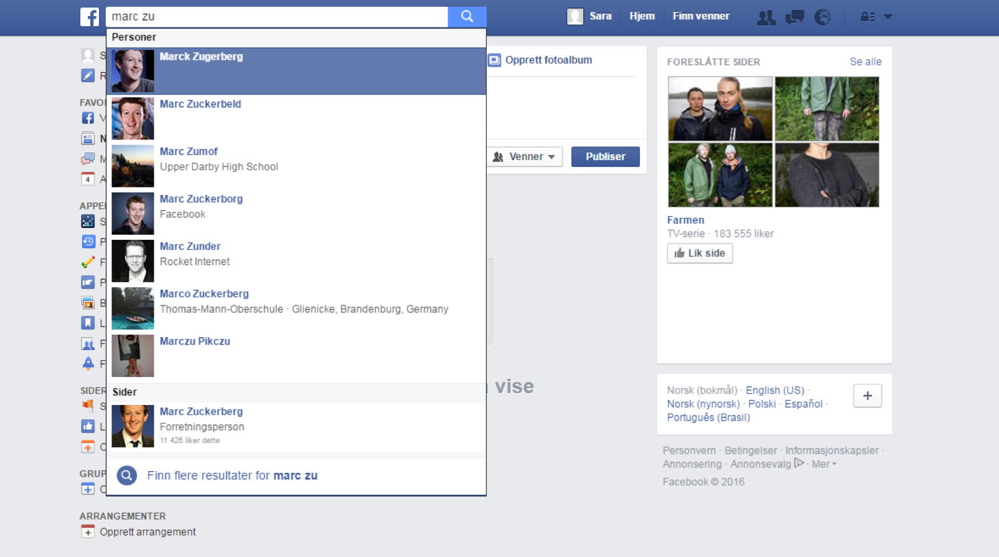 marc zu
Sara Hjem Finn venner
Personer
Marck Zugerberg
Marc Zuckerbeld
Marc Zumof
Upper Darby High School
Marc Zuckerborg
Facebook
Marc Zunder
Rocket Internet
Marco Zuckerberg
Thomas-Mann-Oberschule · Glienicke, Brandenburg, Germany
Marczu Pikczu
Sider
Marc Zuckerberg
Forretningsperson
11 426 liker dette
Finn flere resultater for marc zu
S
R
FAVO
V
N
M
4 A
APPE
S
P
F
P
B
L
F
F
SIDER
S
L
O
GRUP
O
ARRANGEMENTER
Opprett arrangement
Opprett fotoalbum
Venner
Publiser
vise
FORESLÅTTE SIDER Se alle
Farmen
TV-serie · 183 555 liker
Lik side
Norsk (bokmål) · English (US) ·
Norsk (nynorsk) · Polski · Español ·
Português (Brasil)
Personvern · Betingelser · Informasjonskapsler ·
Annonsering · Annonsevalg · Mer
Facebook © 2016